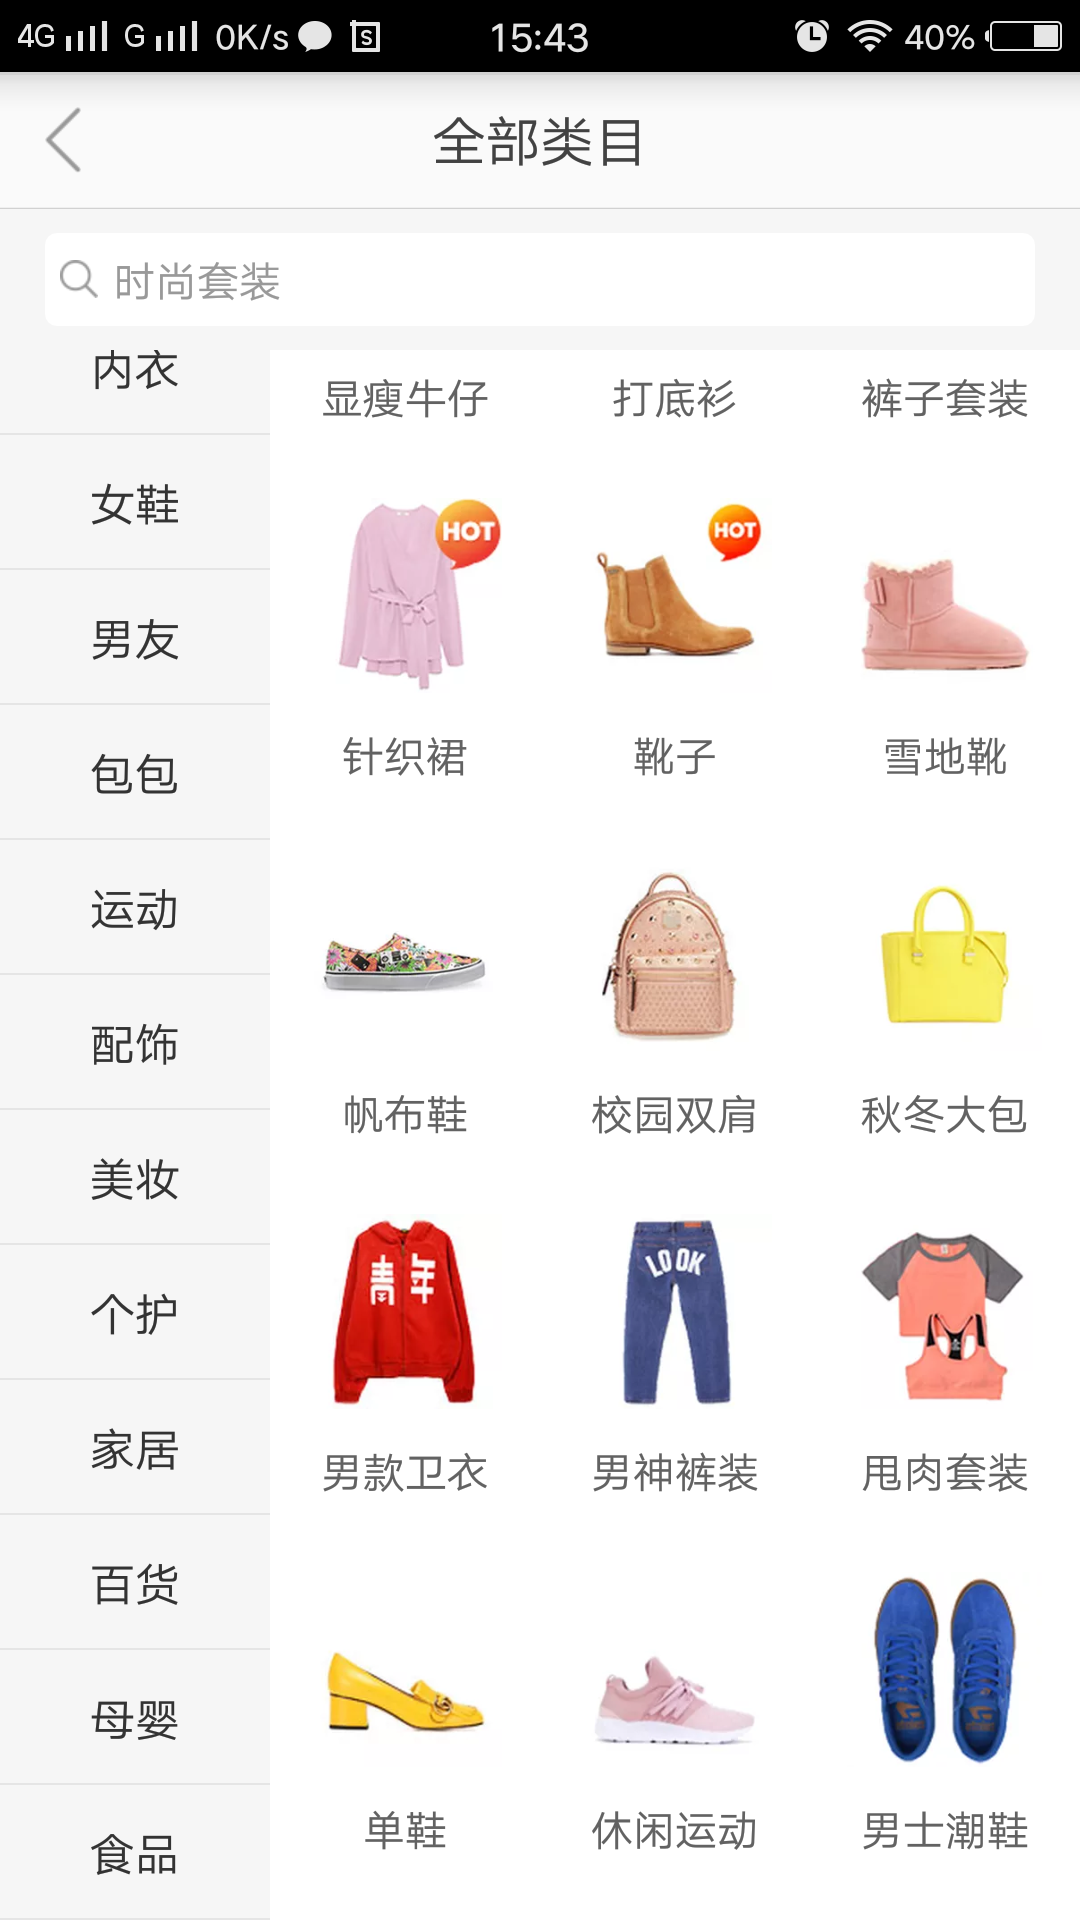 4G G 0K/s S 15:43 40%
全部类目
时尚套装
内衣
女鞋
男友
包包
运动
配饰
美妆
个护
家居
百货
母婴
食品
显瘦牛仔 打底衫 裤子套装
HOT HOT
针织裙 靴子 雪地靴
帆布鞋 校园双肩 秋冬大包
青年 LOOK
男款卫衣 男神裤装 甩肉套装
单鞋 休闲运动 男士潮鞋